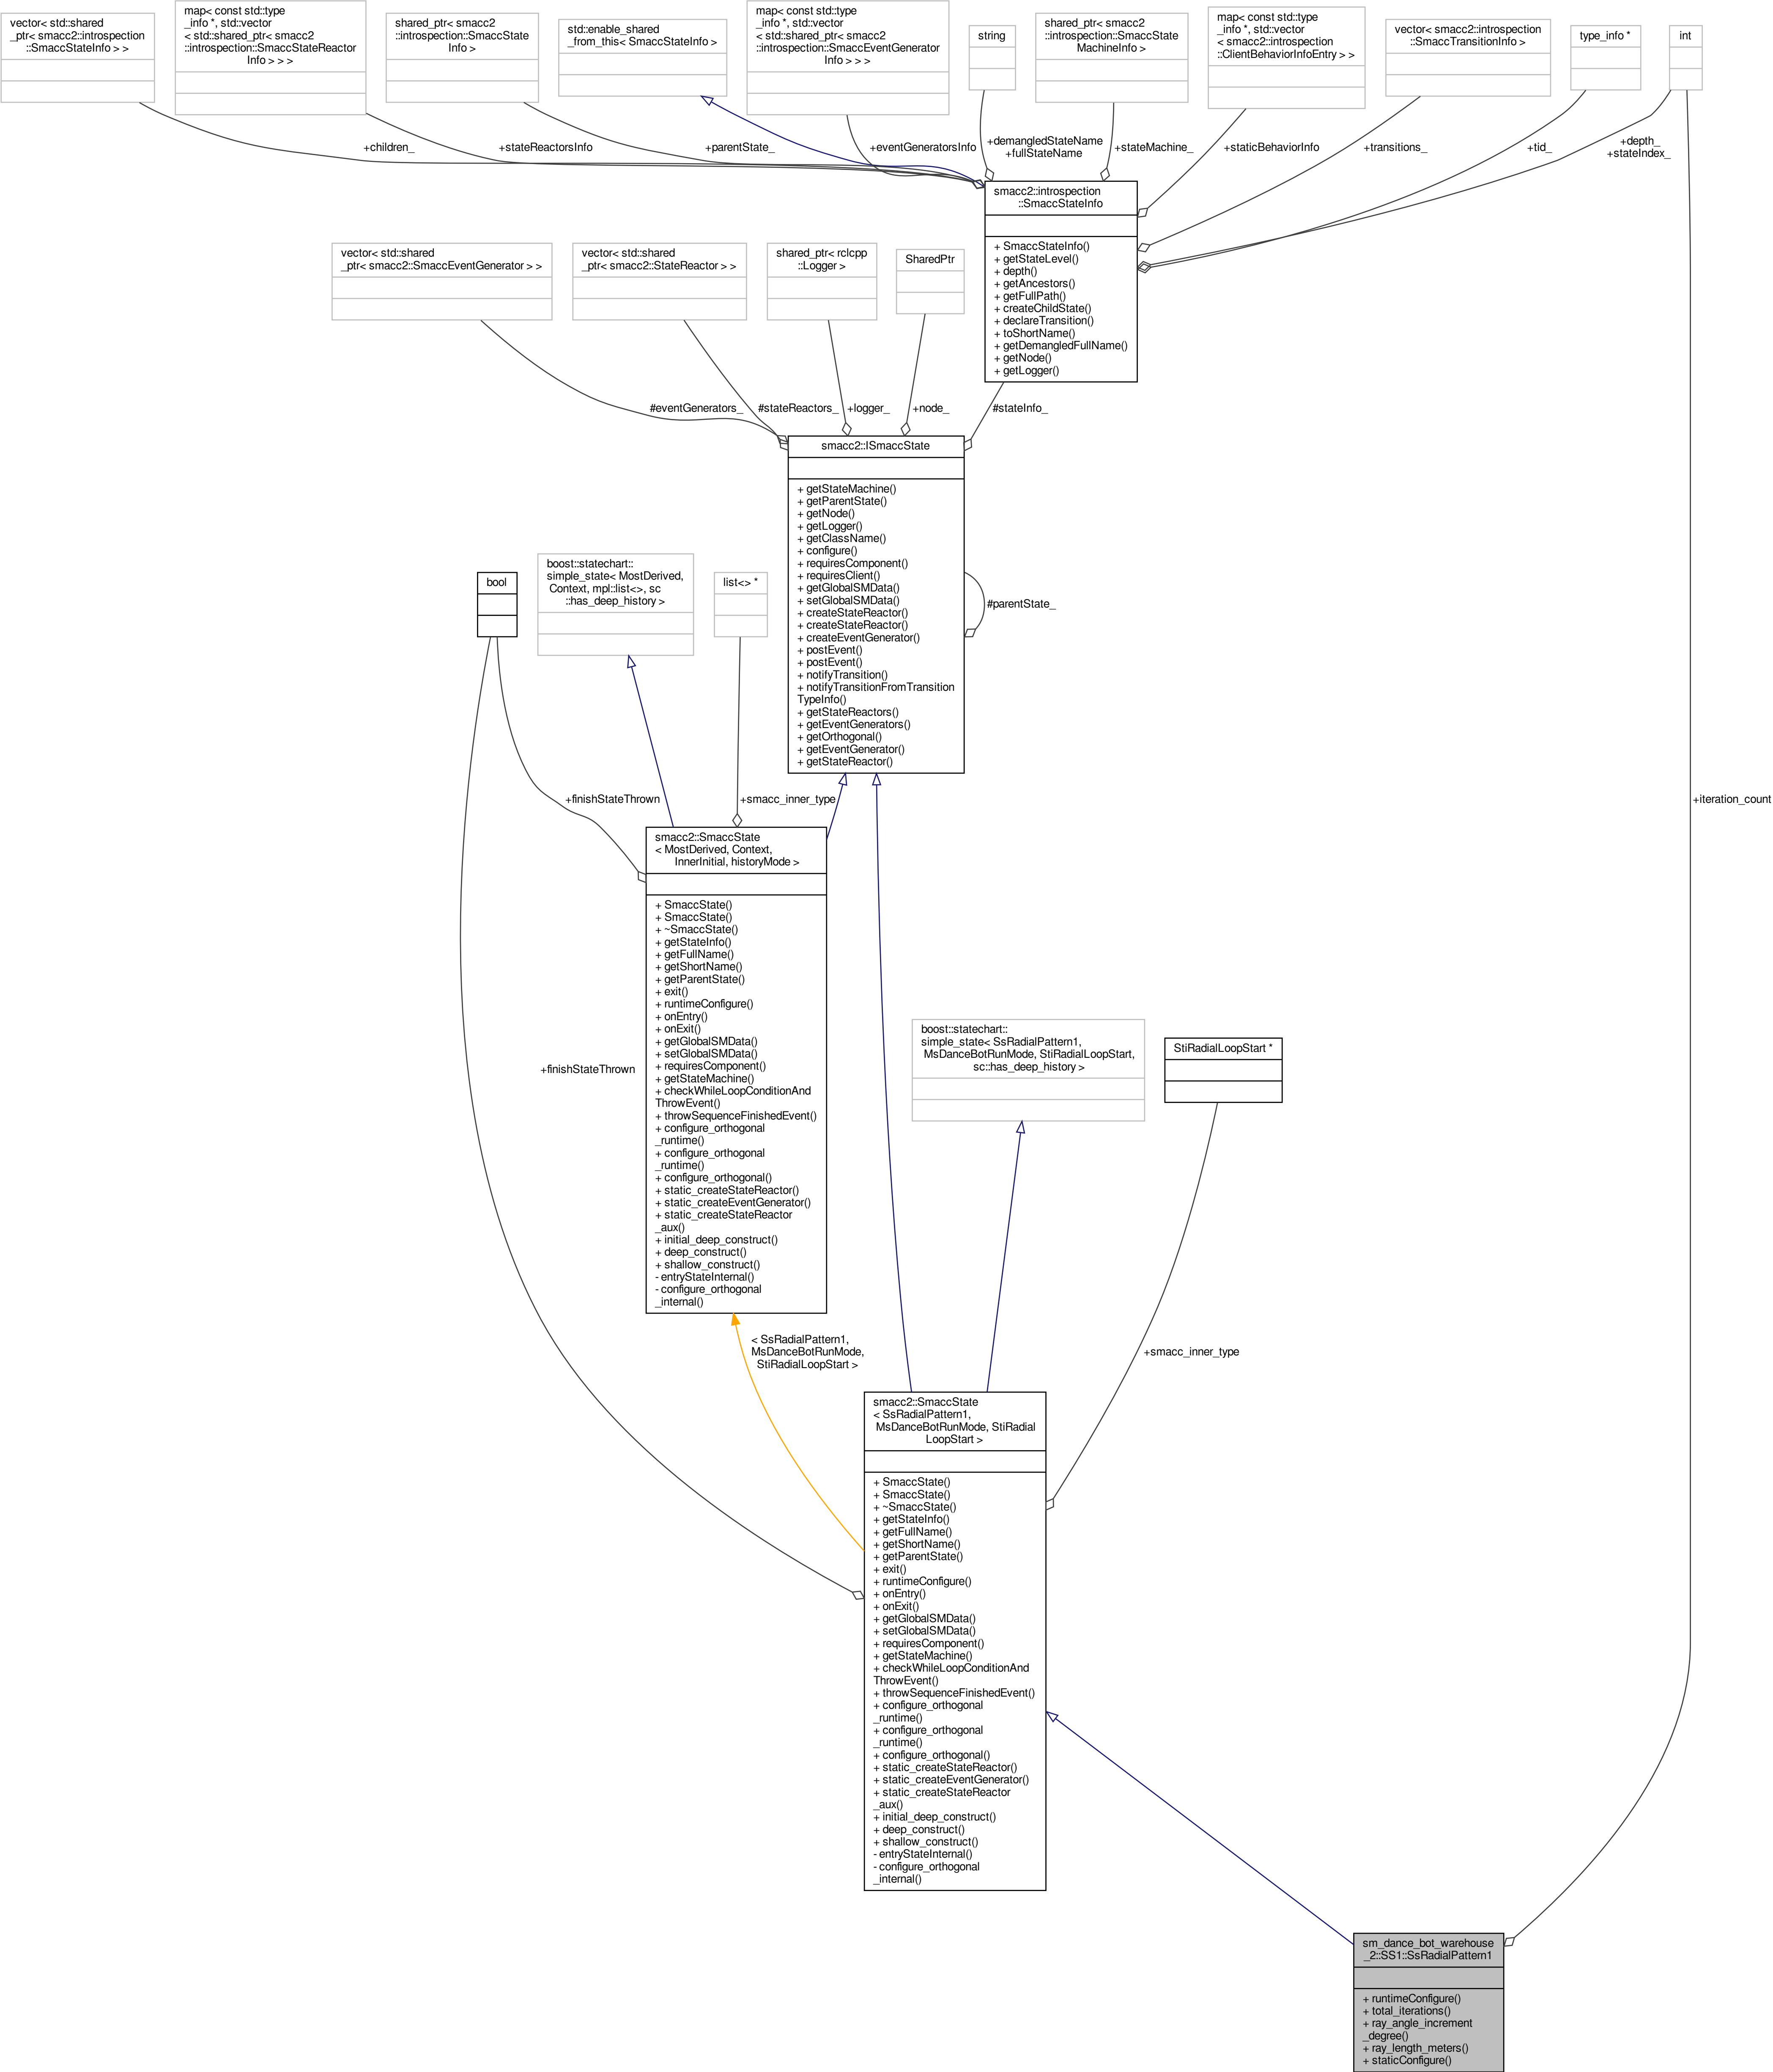 vector< std::shared
_ptr< smacc2::introspection
::SmaccStateInfo > >
map< const std::type
_info *, std::vector
< std::shared_ptr< smacc2
::introspection::SmaccStateReactor
Info > > >
shared_ptr< smacc2
::introspection::SmaccState
Info >
std::enable_shared
_from_this< SmaccStateInfo >
map< const std::type
_info *, std::vector
< std::shared_ptr< smacc2
::introspection::SmaccEventGenerator
Info > > >
string
shared_ptr< smacc2
::introspection::SmaccState
MachineInfo >
map< const std::type
_info *, std::vector
< smacc2::introspection
::ClientBehaviorInfoEntry > >
vector< smacc2::introspection
::SmaccTransitionInfo >
type_info *
int
+children_
+stateReactorsInfo
+parentState_
+eventGeneratorsInfo
+demangledStateName
+fullStateName
+stateMachine_
+staticBehaviorInfo
+transitions_
+tid_
+depth_
+stateIndex_
smacc2::introspection
::SmaccStateInfo
+ SmaccStateInfo()
+ getStateLevel()
+ depth()
+ getAncestors()
+ getFullPath()
+ createChildState()
+ declareTransition()
+ toShortName()
+ getDemangledFullName()
+ getNode()
+ getLogger()
vector< std::shared
_ptr< smacc2::SmaccEventGenerator > >
vector< std::shared
_ptr< smacc2::StateReactor > >
shared_ptr< rclcpp
::Logger >
SharedPtr
#eventGenerators_
#stateReactors_
+logger_
+node_
#stateInfo_
smacc2::ISmaccState
+ getStateMachine()
+ getParentState()
+ getNode()
+ getLogger()
+ getClassName()
+ configure()
+ requiresComponent()
+ requiresClient()
+ getGlobalSMData()
+ setGlobalSMData()
+ createStateReactor()
+ createStateReactor()
+ createEventGenerator()
+ postEvent()
+ postEvent()
+ notifyTransition()
+ notifyTransitionFromTransition
TypeInfo()
+ getStateReactors()
+ getEventGenerators()
+ getOrthogonal()
+ getEventGenerator()
+ getStateReactor()
#parentState_
bool
boost::statechart::
simple_state< MostDerived,
Context, mpl::list<>, sc
::has_deep_history >
list<> *
+finishStateThrown
+smacc_inner_type
+iteration_count
smacc2::SmaccState
< MostDerived, Context,
InnerInitial, historyMode >
+ SmaccState()
+ SmaccState()
+ ~SmaccState()
+ getStateInfo()
+ getFullName()
+ getShortName()
+ getParentState()
+ exit()
+ runtimeConfigure()
+ onEntry()
+ onExit()
+ getGlobalSMData()
+ setGlobalSMData()
+ requiresComponent()
+ getStateMachine()
+ checkWhileLoopConditionAnd
ThrowEvent()
+ throwSequenceFinishedEvent()
+ configure_orthogonal
_runtime()
+ configure_orthogonal
_runtime()
+ configure_orthogonal()
+ static_createStateReactor()
+ static_createEventGenerator()
+ static_createStateReactor
_aux()
+ initial_deep_construct()
+ deep_construct()
+ shallow_construct()
- entryStateInternal()
- configure_orthogonal
_internal()
+finishStateThrown
boost::statechart::
simple_state< SsRadialPattern1,
MsDanceBotRunMode, StiRadialLoopStart,
sc::has_deep_history >
StiRadialLoopStart *
< SsRadialPattern1,
MsDanceBotRunMode,
StiRadialLoopStart >
+smacc_inner_type
smacc2::SmaccState
< SsRadialPattern1,
MsDanceBotRunMode, StiRadial
LoopStart >
+ SmaccState()
+ SmaccState()
+ ~SmaccState()
+ getStateInfo()
+ getFullName()
+ getShortName()
+ getParentState()
+ exit()
+ runtimeConfigure()
+ onEntry()
+ onExit()
+ getGlobalSMData()
+ setGlobalSMData()
+ requiresComponent()
+ getStateMachine()
+ checkWhileLoopConditionAnd
ThrowEvent()
+ throwSequenceFinishedEvent()
+ configure_orthogonal
_runtime()
+ configure_orthogonal
_runtime()
+ configure_orthogonal()
+ static_createStateReactor()
+ static_createEventGenerator()
+ static_createStateReactor
_aux()
+ initial_deep_construct()
+ deep_construct()
+ shallow_construct()
- entryStateInternal()
- configure_orthogonal
_internal()
sm_dance_bot_warehouse
_2::SS1::SsRadialPattern1
+ runtimeConfigure()
+ total_iterations()
+ ray_angle_increment
_degree()
+ ray_length_meters()
+ staticConfigure()